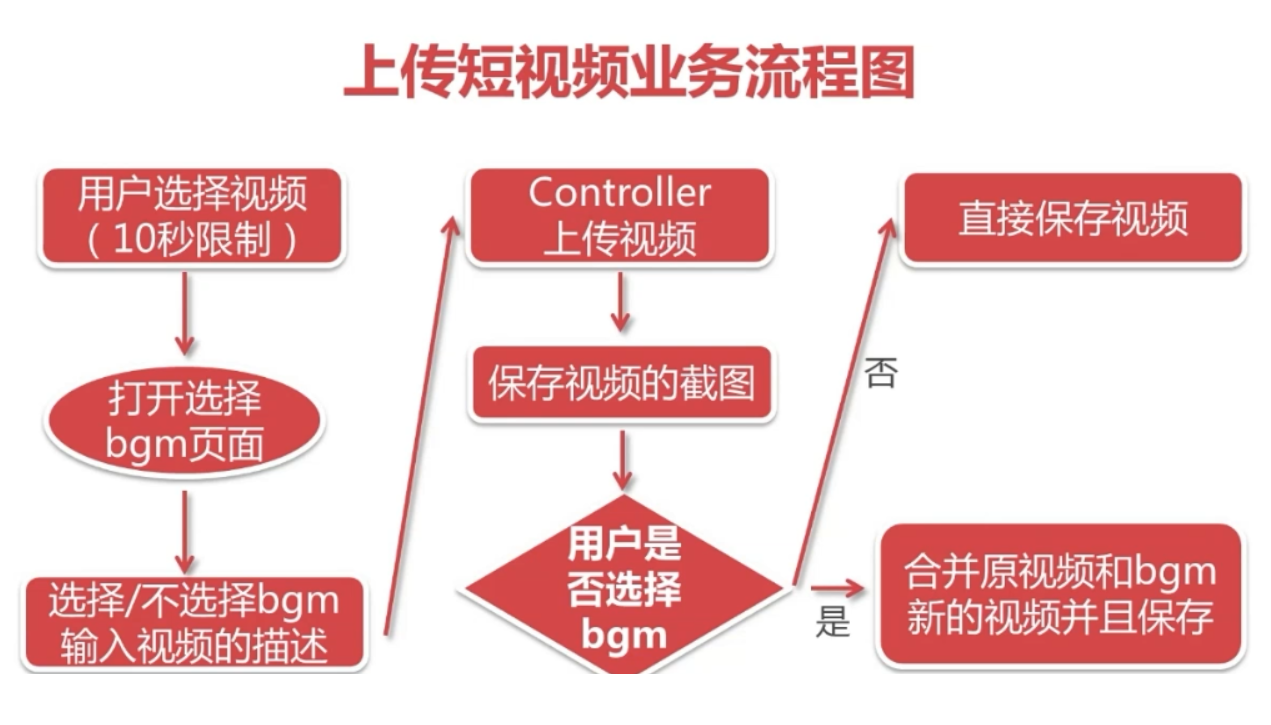 上传短视频业务流程图
用户选择视频
（10秒限制）
打开选择
bgm页面
选择/不选择bgm
输入视频的描述
Controller
上传视频
保存视频的截图
用户是
否选择
bgm
否
是
直接保存视频
合并原视频和bgm
新的视频并且保存